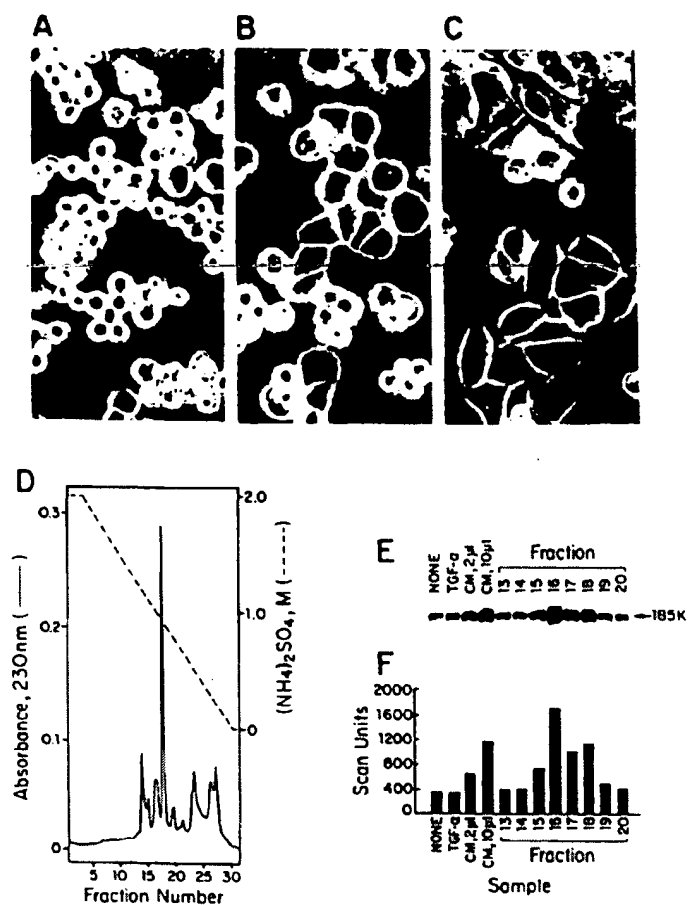 A B C
D
Absorbance, 230nm (——)
0.3
0.2
0.1
0
2.0
1.0
0
(NH4)2SO4, M (----)
5 10 15 20 25 30
Fraction Number
E
NONE
TGF-α
CM, 2μl
CM, 10μl
Fraction
13 14 15 16 17 18 19 20
←185K
F
Scan Units
2000
1600
1200
800
400
0
NONE
TGF-α
CM, 2μl
CM, 10μl
13 14 15 16 17 18 19 20
Fraction
Sample